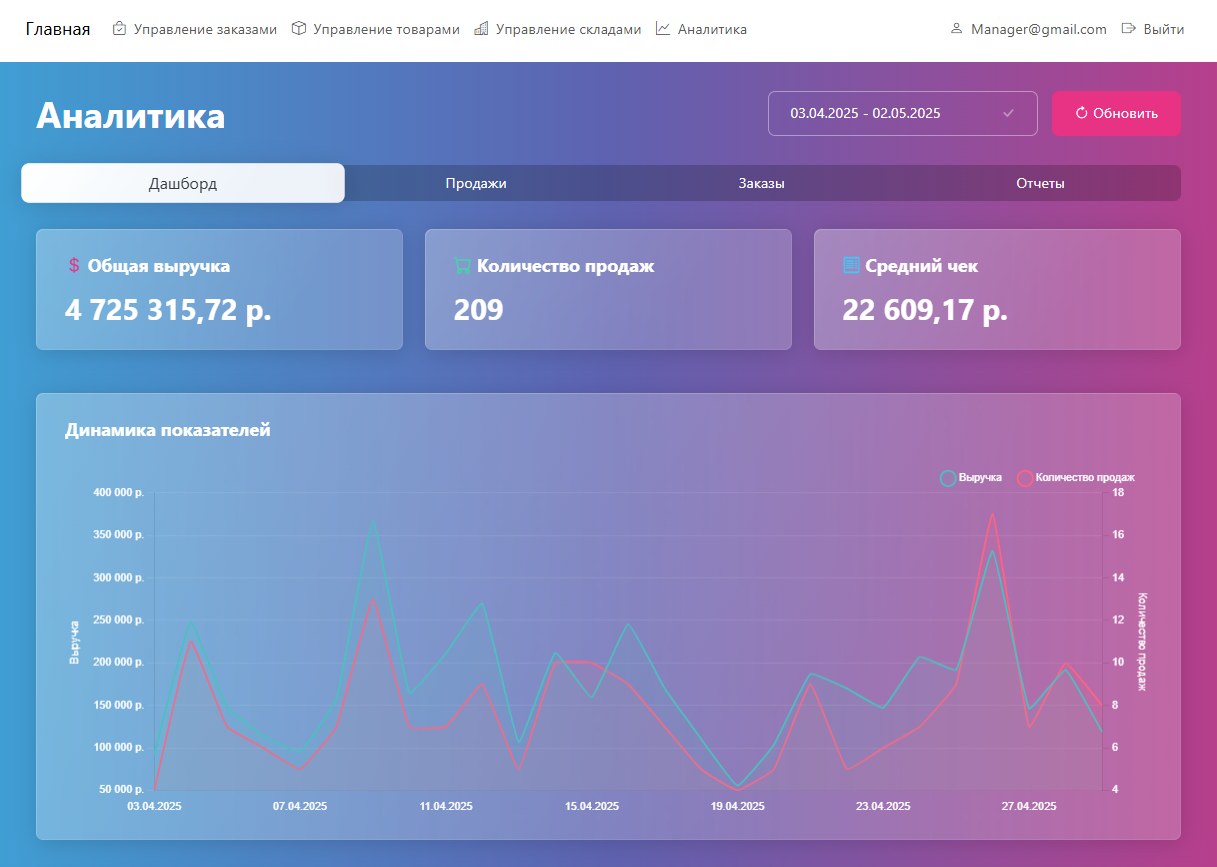 Главная Управление заказами Управление товарами Управление складами Аналитика Manager@gmail.com Выйти
Аналитика
03.04.2025 - 02.05.2025 Обновить
Дашборд Продажи Заказы Отчеты
$ Общая выручка
4 725 315,72 р.
Количество продаж
209
Средний чек
22 609,17 р.
Динамика показателей
Выручка Количество продаж
400 000 р. 18
350 000 р. 16
300 000 р. 14
250 000 р. 12
200 000 р. 10
150 000 р. 8
100 000 р. 6
50 000 р. 4
Выручка
Количество продаж
03.04.2025 07.04.2025 11.04.2025 15.04.2025 19.04.2025 23.04.2025 27.04.2025